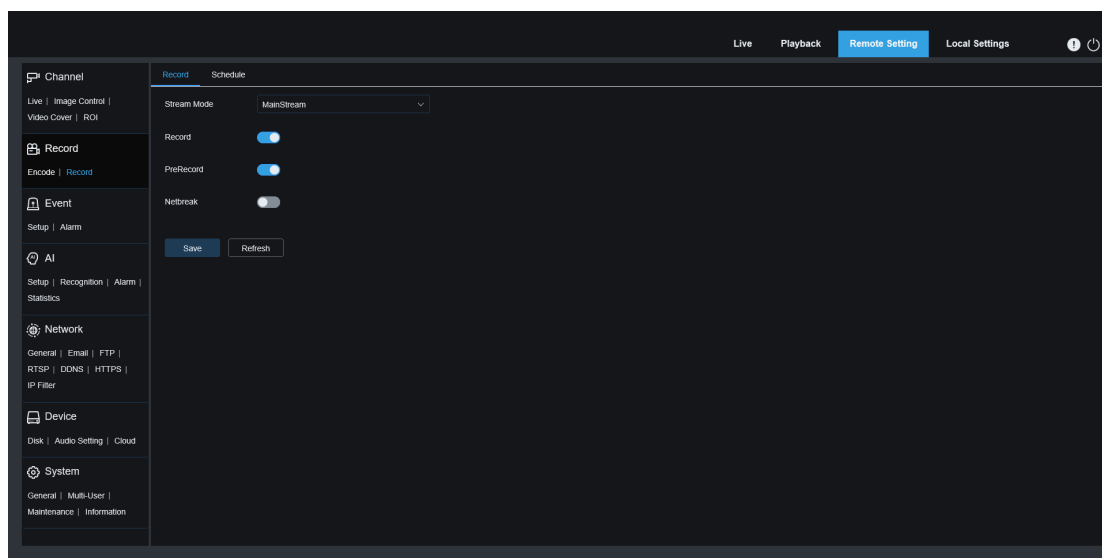 Live Playback Remote Setting Local Settings
Channel
Live | Image Control |
Video Cover | ROI
Record
Encode | Record
Event
Setup | Alarm
AI
Setup | Recognition | Alarm |
Statistics
Network
General | Email | FTP |
RTSP | DDNS | HTTPS |
IP Filter
Device
Disk | Audio Setting | Cloud
System
General | Multi-User |
Maintenance | Information
Record Schedule
Stream Mode MainStream
Record
PreRecord
Netbreak
Save Refresh